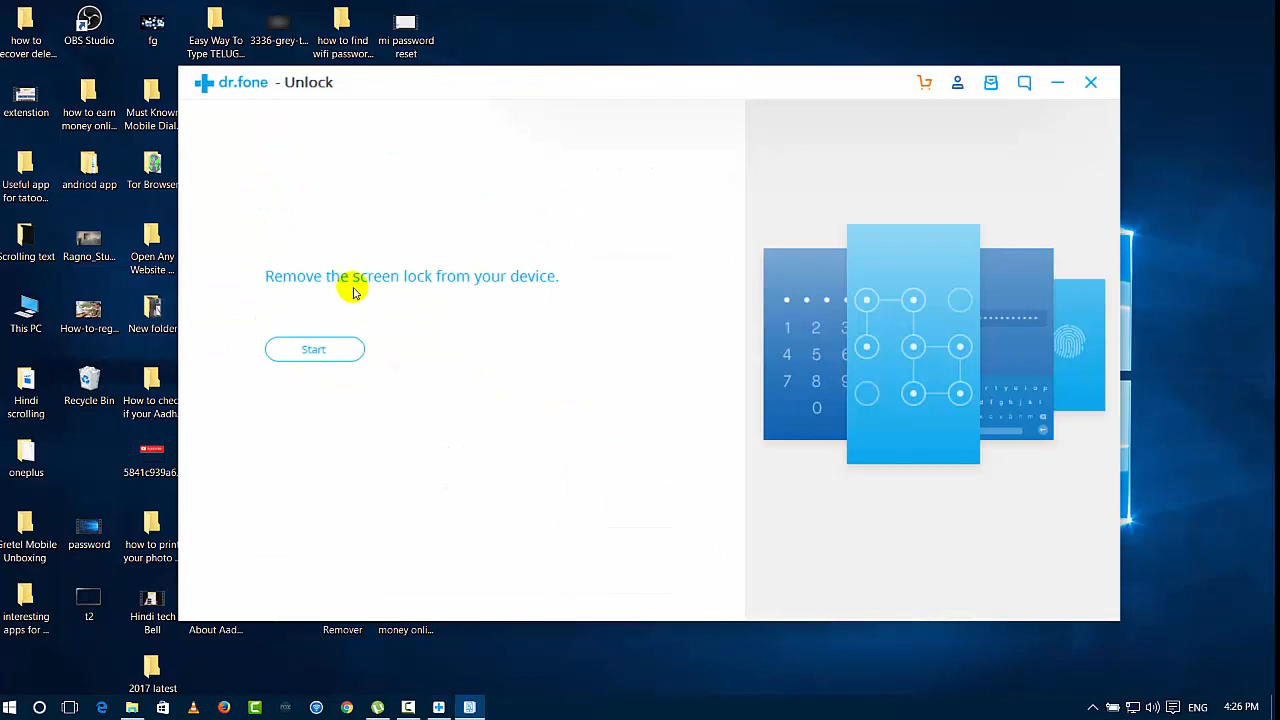 how to
recover dele...
OBS Studio
fg
Easy Way To
Type TELUG...
3336-grey-t...
how to find
wifi passwor...
mi password
reset
dr.fone - Unlock
extenstion
how to earn
money onli...
Must Known
Mobile Dial...
Useful app
for tatoo...
andriod app
Tor Browser
Scrolling text
Ragno_Stu...
Open Any
Website ...
Remove the screen lock from your device.
Start
This PC
How-to-reg...
New folder
Hindi
scrolling
Recycle Bin
How to check
if your Aadh...
oneplus
5841c939a6...
Gretel Mobile
Unboxing
password
how to print
your photo ...
interesting
apps for ...
t2
Hindi tech
Bell
About Aad...
Remover
money onli...
2017 latest
1 2 3
4 5 6
7 8 9
0
ENG
4:26 PM